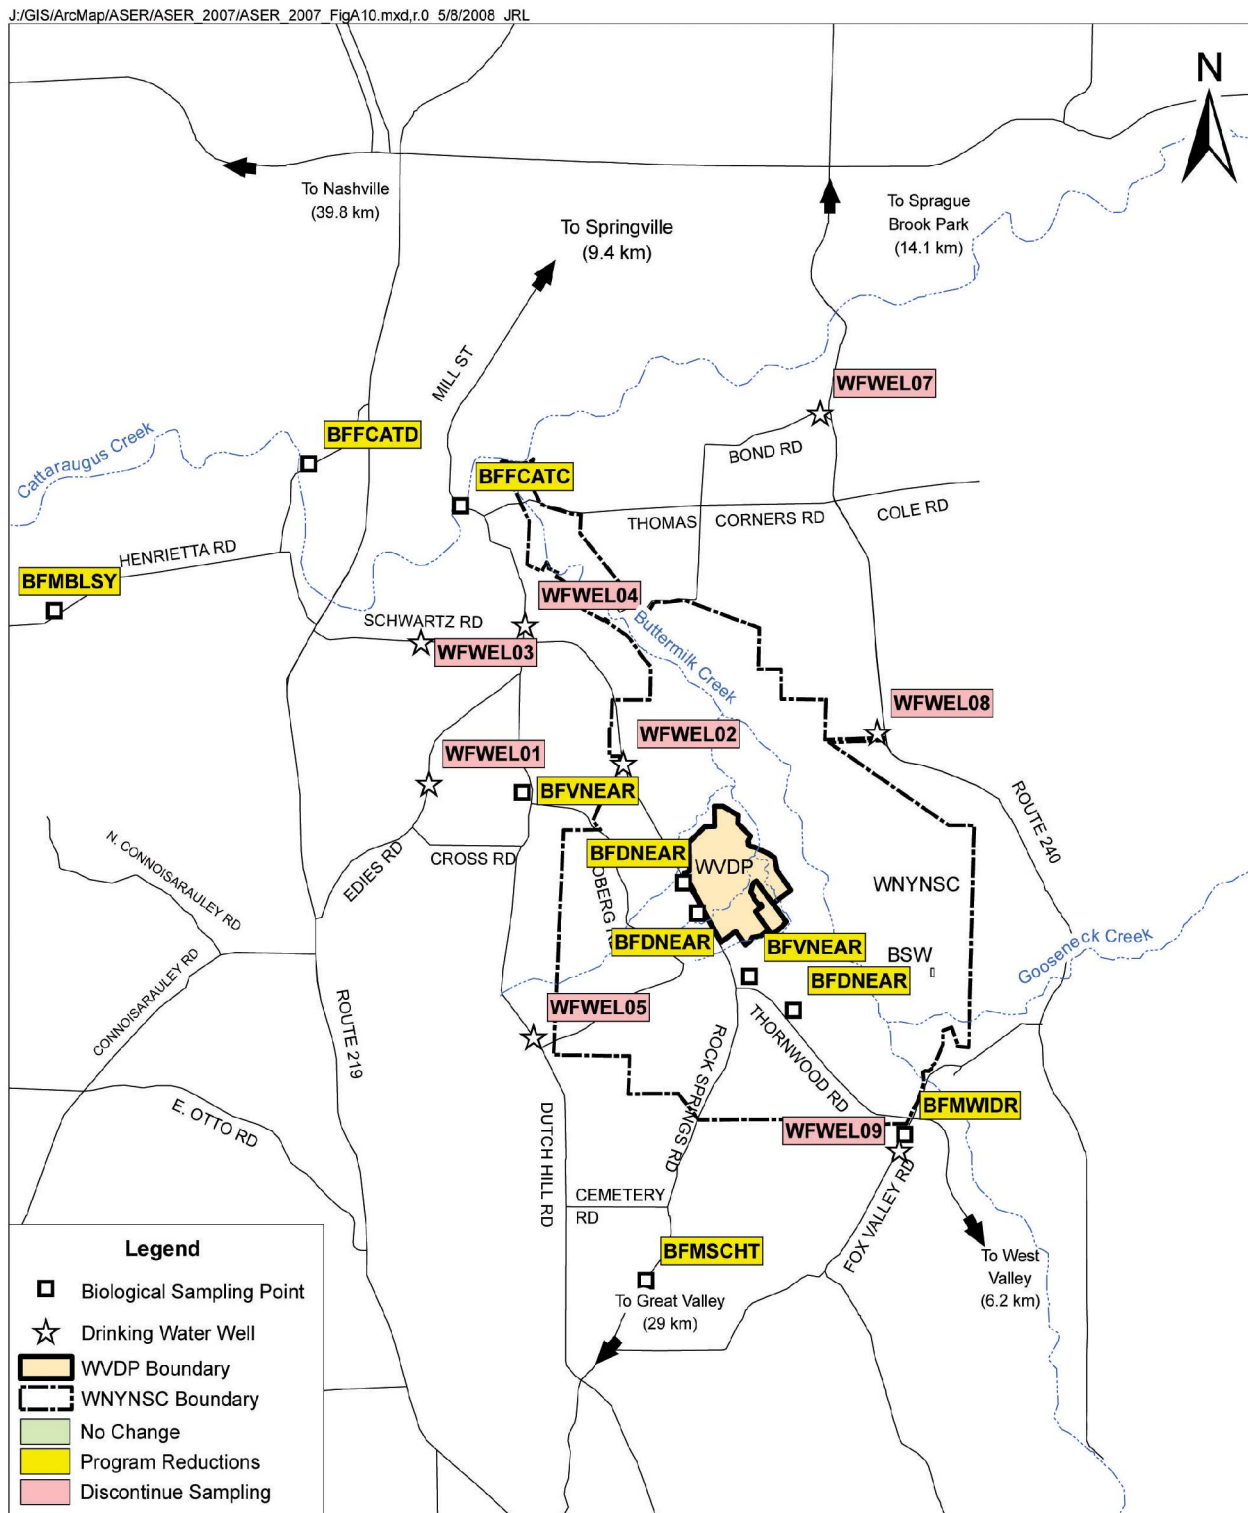 J:/GIS/ArcMap/ASER/ASER_2007/ASER_2007_FigA10.mxd,r.0 5/8/2008 JRL
N
To Nashville
(39.8 km)
To Sprague
Brook Park
(14.1 km)
To Springville
(9.4 km)
MILL ST
WFWEL07
BFFCATD
Cattaraugus Creek
BOND RD
BFFCATC
THOMAS CORNERS RD
COLE RD
HENRIETTA RD
BFMBLSY
WFWEL04
SCHWARTZ RD
Buttermilk Creek
WFWEL03
WFWEL08
WFWEL02
WFWEL01
BFVNEAR
ROUTE 240
N. CONNOISARAULEY RD
CROSS RD
EDIES RD
BFDNEAR
WVDP
WNYNSC
BFDNEAR
BFVNEAR
BSW
Gooseneck Creek
CONNOISARAULEY RD
BFDNEAR
WFWEL05
ROUTE 219
THORNWOOD RD
ROCK SPRINGS RD
E. OTTO RD
DUTCH HILL RD
BFMWIDR
WFWEL09
CEMETERY
RD
FOX VALLEY RD
BFMSCHT
To West
Valley
(6.2 km)
To Great Valley
(29 km)
Legend
Biological Sampling Point
Drinking Water Well
WVDP Boundary
WNYNSC Boundary
No Change
Program Reductions
Discontinue Sampling